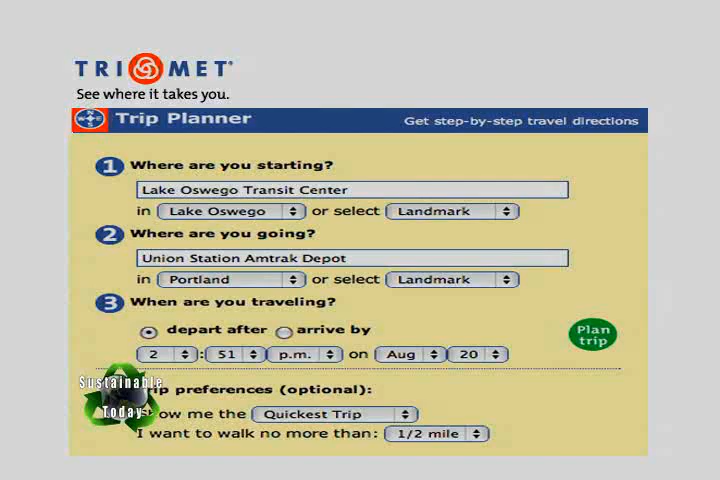 TRI MET®
See where it takes you.
Trip Planner Get step-by-step travel directions
1 Where are you starting?
Lake Oswego Transit Center
in Lake Oswego or select Landmark
2 Where are you going?
Union Station Amtrak Depot
in Portland or select Landmark
3 When are you traveling?
depart after arrive by
Plan trip
2 : 51 p.m. on Aug 20
Sustainable Today
Trip preferences (optional):
Show me the Quickest Trip
I want to walk no more than: 1/2 mile